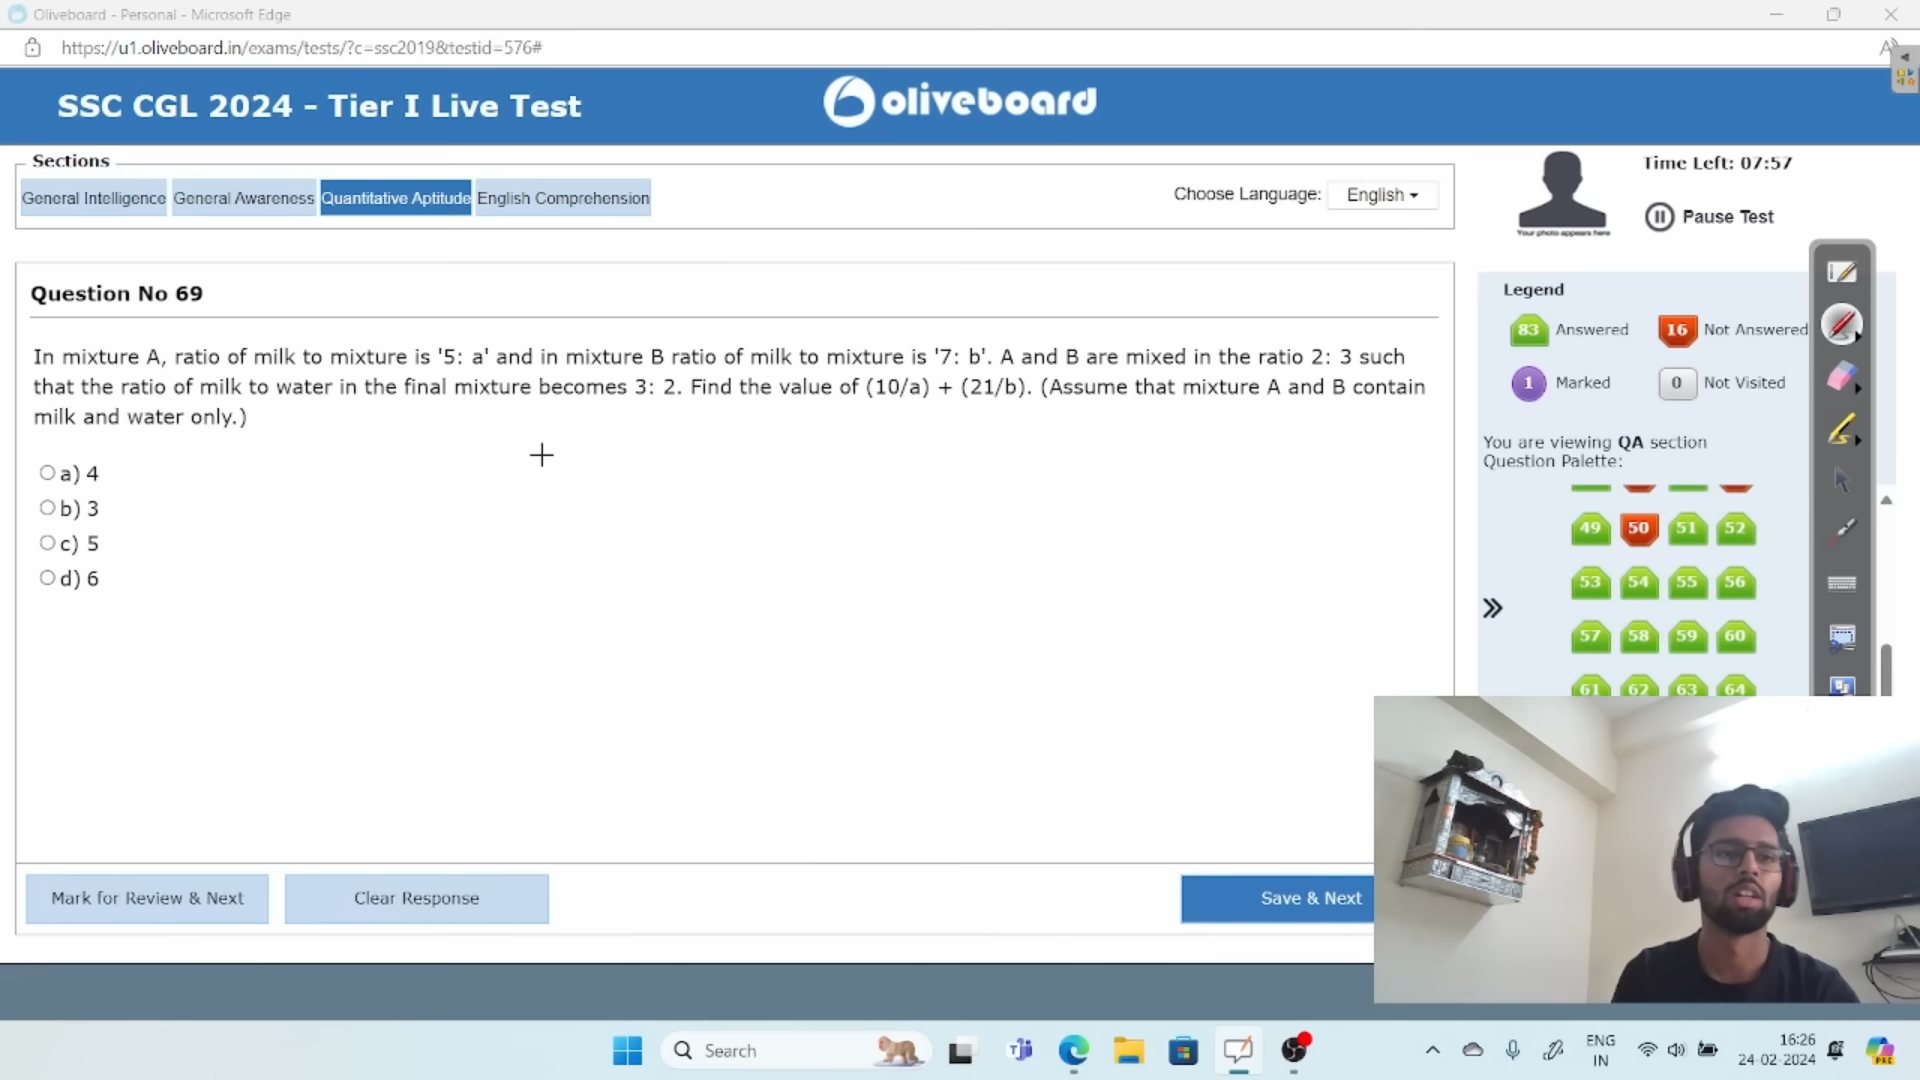 Oliveboard - Personal - Microsoft Edge
https://u1.oliveboard.in/exams/tests/?c=ssc2019&testid=576#
SSC CGL 2024 - Tier I Live Test
oliveboard
Sections
General Intelligence General Awareness Quantitative Aptitude English Comprehension
Choose Language: English
Your photo appears here
Time Left: 07:57
Pause Test
Question No 69
In mixture A, ratio of milk to mixture is '5: a' and in mixture B ratio of milk to mixture is '7: b'. A and B are mixed in the ratio 2: 3 such
that the ratio of milk to water in the final mixture becomes 3: 2. Find the value of (10/a) + (21/b). (Assume that mixture A and B contain
milk and water only.)
a) 4
b) 3
c) 5
d) 6
Legend
83 Answered 16 Not Answered
1 Marked 0 Not Visited
You are viewing QA section
Question Palette:
49 50 51 52
53 54 55 56
57 58 59 60
61 62 63 64
Mark for Review & Next
Clear Response
Save & Next
Search
ENG
IN
16:26
24-02-2024
PRE